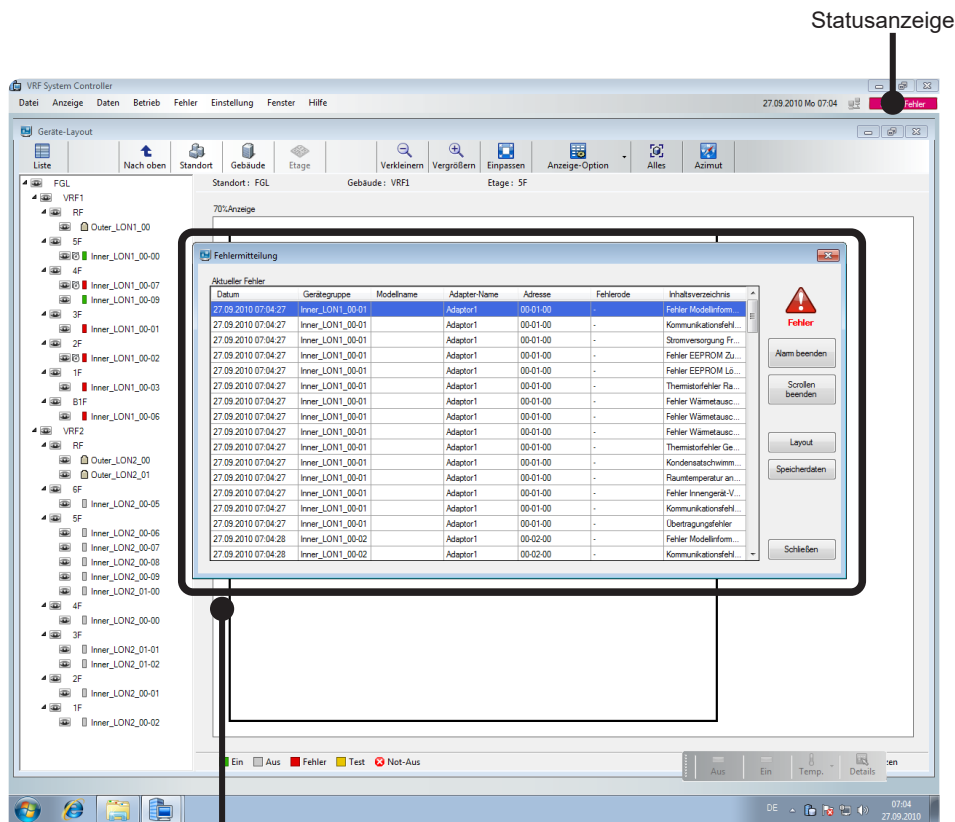 Statusanzeige
VRF System Controller
Datei Anzeige Daten Betrieb Fehler Einstellung Fenster Hilfe 27.09.2010 Mo 07:04 Fehler
Geräte-Layout
Liste Nach oben Standort Gebäude Etage Verkleinern Vergrößern Einpassen Anzeige-Option Alles Azimut
Standort: FGL Gebäude: VRF1 Etage: 5F
70%Anzeige
FGL
VRF1
RF
Outer_LON1_00
5F
Inner_LON1_00-00
4F
Inner_LON1_00-07
Inner_LON1_00-09
3F
Inner_LON1_00-01
2F
Inner_LON1_00-02
1F
Inner_LON1_00-03
B1F
Inner_LON1_00-06
VRF2
RF
Outer_LON2_00
Outer_LON2_01
6F
Inner_LON2_00-05
5F
Inner_LON2_00-06
Inner_LON2_00-07
Inner_LON2_00-08
Inner_LON2_00-09
Inner_LON2_01-00
4F
Inner_LON2_00-00
3F
Inner_LON2_01-01
Inner_LON2_01-02
2F
Inner_LON2_00-01
1F
Inner_LON2_00-02
Fehlermitteilung
Aktueller Fehler
Datum Gerätegruppe Modellname Adapter-Name Adresse Fehlerode Inhaltsverzeichnis
27.09.2010 07:04:27 Inner_LON1_00-01 Adaptor1 00-01-00 - Fehler Modellinform...
27.09.2010 07:04:27 Inner_LON1_00-01 Adaptor1 00-01-00 - Kommunikationsfehl...
27.09.2010 07:04:27 Inner_LON1_00-01 Adaptor1 00-01-00 - Stromversorgung Fr...
27.09.2010 07:04:27 Inner_LON1_00-01 Adaptor1 00-01-00 - Fehler EEPROM Zu...
27.09.2010 07:04:27 Inner_LON1_00-01 Adaptor1 00-01-00 - Fehler EEPROM Lö...
27.09.2010 07:04:27 Inner_LON1_00-01 Adaptor1 00-01-00 - Thermistorfehler Ra...
27.09.2010 07:04:27 Inner_LON1_00-01 Adaptor1 00-01-00 - Fehler Wärmetausc...
27.09.2010 07:04:27 Inner_LON1_00-01 Adaptor1 00-01-00 - Fehler Wärmetausc...
27.09.2010 07:04:27 Inner_LON1_00-01 Adaptor1 00-01-00 - Fehler Wärmetausc...
27.09.2010 07:04:27 Inner_LON1_00-01 Adaptor1 00-01-00 - Thermistorfehler Ge...
27.09.2010 07:04:27 Inner_LON1_00-01 Adaptor1 00-01-00 - Kondensatschwimm...
27.09.2010 07:04:27 Inner_LON1_00-01 Adaptor1 00-01-00 - Raumtemperatur an...
27.09.2010 07:04:27 Inner_LON1_00-01 Adaptor1 00-01-00 - Fehler Innengerät-V...
27.09.2010 07:04:27 Inner_LON1_00-01 Adaptor1 00-01-00 - Kommunikationsfehl...
27.09.2010 07:04:27 Inner_LON1_00-01 Adaptor1 00-01-00 - Übertragungsfehler
27.09.2010 07:04:28 Inner_LON1_00-02 Adaptor1 00-02-00 - Fehler Modellinform...
27.09.2010 07:04:28 Inner_LON1_00-02 Adaptor1 00-02-00 - Kommunikationsfehl...
Fehler
Alarm beenden
Scrollen
beenden
Layout
Speicherdaten
Schließen
Ein Aus Fehler Test Not-Aus
Aus Ein Temp. Details
DE 07:04
27.09.2010